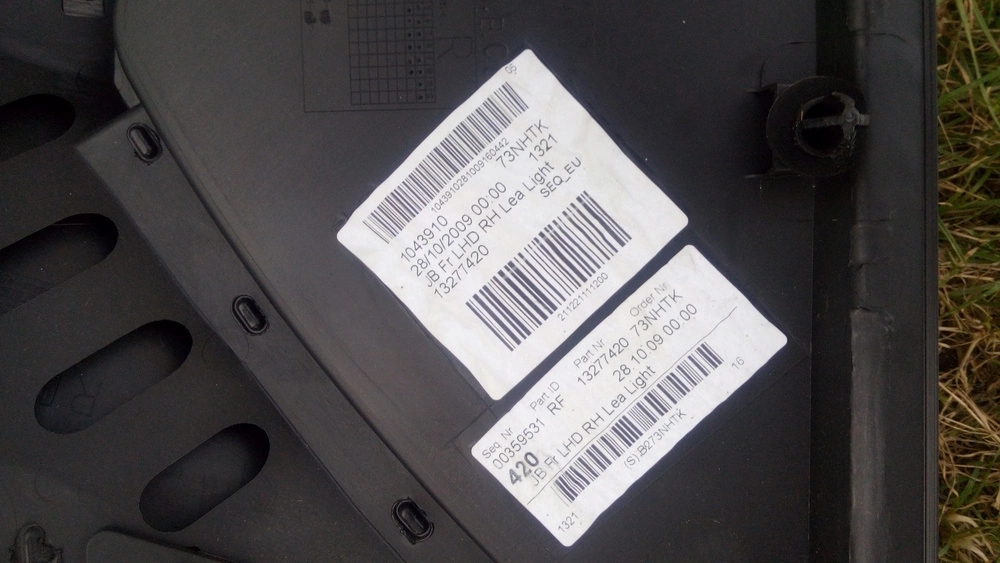 05
1043910281009160442
1043910 73NHTK
28/10/2009 00:00 1321
JB Fr LHD RH Lea Light
13277420 SEQ_EU
211221111200
Seq Nr Part ID Part Nr Order Nr
00359531 RF 13277420 73NHTK
420 28 10 09 00:00
JB Fr LHD RH Lea Light
16
(S),B273NHTK
1321